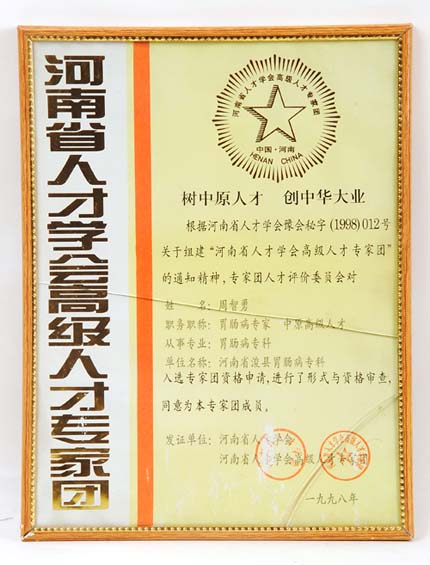 河南省人才学会高级人才专家团
河南省人才学会高级人才专家团
中国·河南
HENAN CHINA
树中原人才 创中华大业
根据河南省人才学会豫会秘字(1998)012号
关于组建“河南省人才学会高级人才专家团”
的通知精神，专家团人才评价委员会对
姓 名：周智勇
职务职称：胃肠病专家 中原高级人才
从事专业：胃肠病专科
单位名称：河南省浚县胃肠病专科
入选专家团资格申请，进行了形式与资格审查，
同意为本专家团成员。
发证单位：河南省人才学会
河南省人才学会高级人才专家团
一九九八年